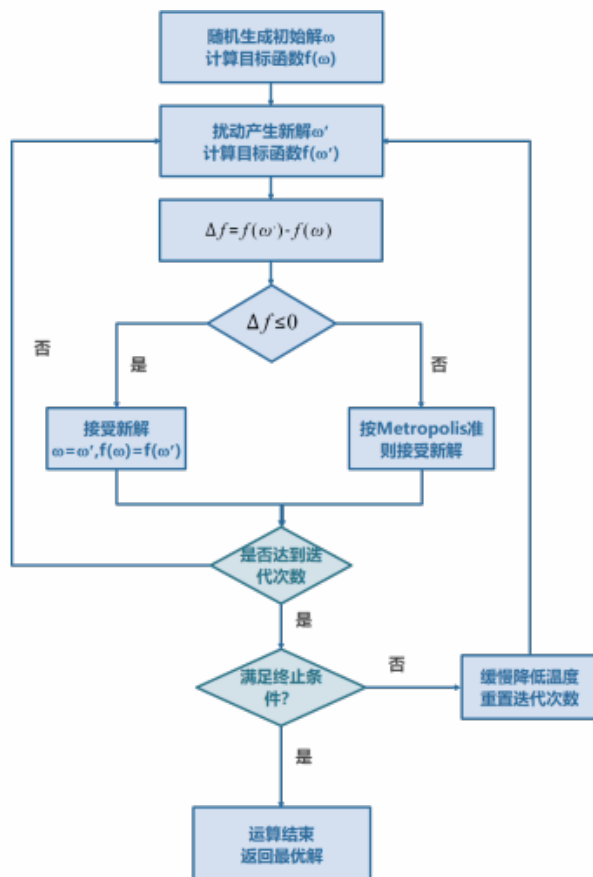 随机生成初始解ω
计算目标函数f(ω)
扰动产生新解ω'
计算目标函数f(ω')
Δf=f(ω')-f(ω)
Δf≤0
否
是
否
接受新解
ω=ω',f(ω)=f(ω')
按Metropolis准
则接受新解
是否达到迭
代次数
是
满足终止条
件?
否
缓慢降低温度
重置迭代次数
是
运算结束
返回最优解